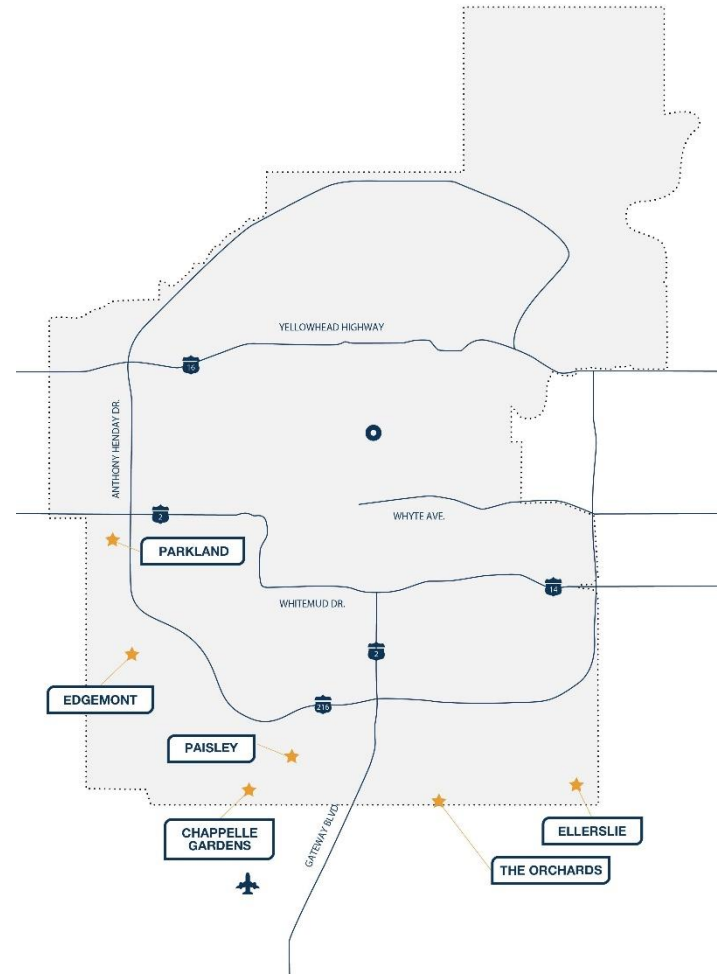 YELLOWHEAD HIGHWAY
16
ANTHONY HENDAY DR.
2
WHYTE AVE.
PARKLAND
14
WHITEMUD DR.
2
EDGEMONT
216
PAISLEY
CHAPPELLE
GARDENS
GATEWAY BLVD.
ELLERSLIE
THE ORCHARDS